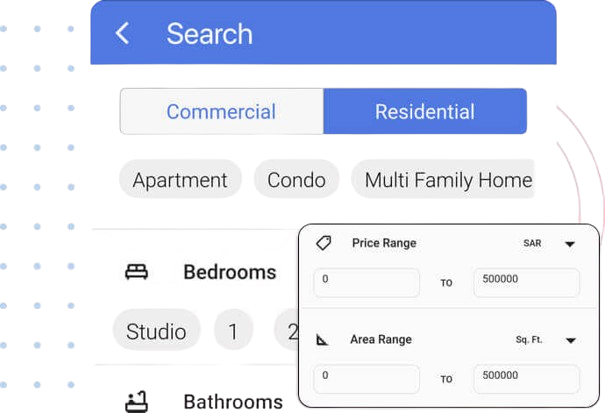 Search
Commercial Residential
Apartment Condo Multi Family Home
Bedrooms
Studio 1 2
Bathrooms
Price Range SAR
0 TO 500000
Area Range Sq. Ft.
0 TO 500000